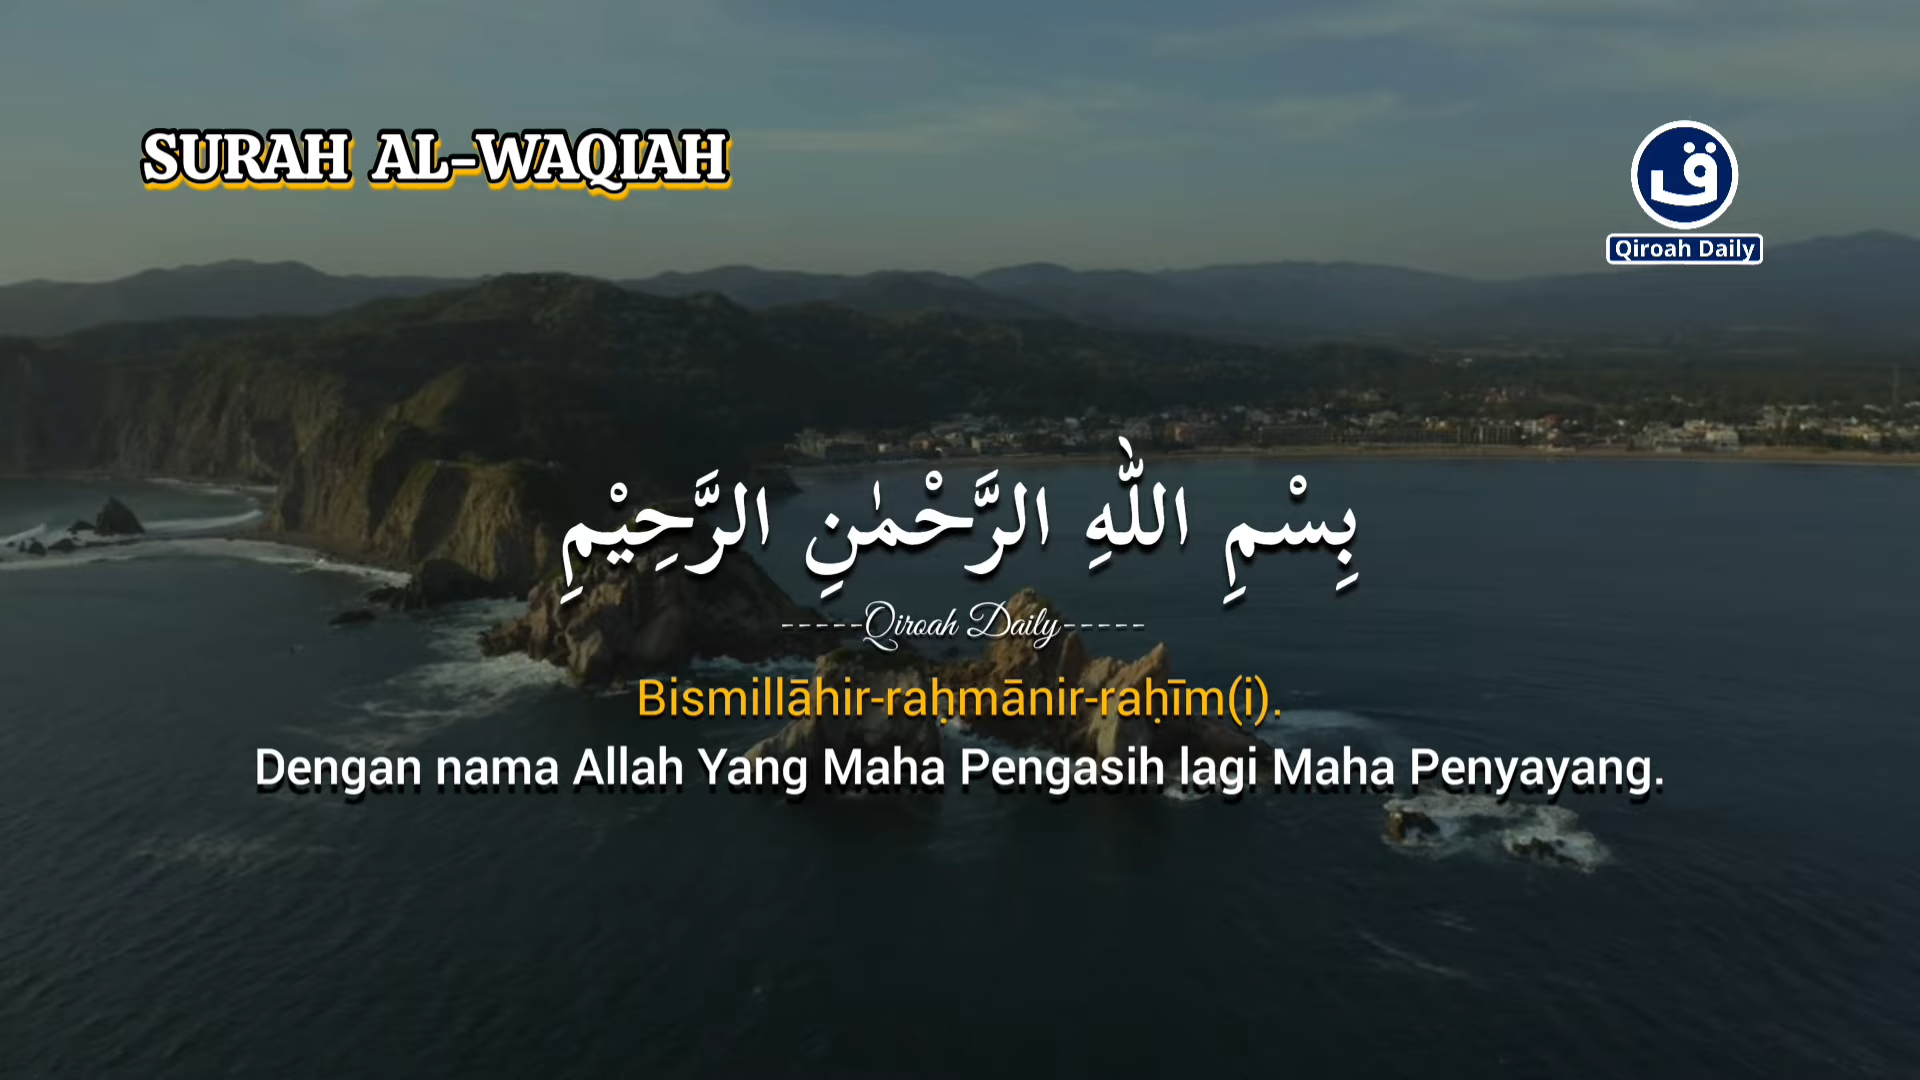 SURAH AL-WAQIAH
ق
Qiroah Daily
بِسْمِ اللّٰهِ الرَّحْمٰنِ الرَّحِيْمِ
-----Qiroah Daily-----
Bismillāhir-raḥmānir-raḥīm(i).
Dengan nama Allah Yang Maha Pengasih lagi Maha Penyayang.